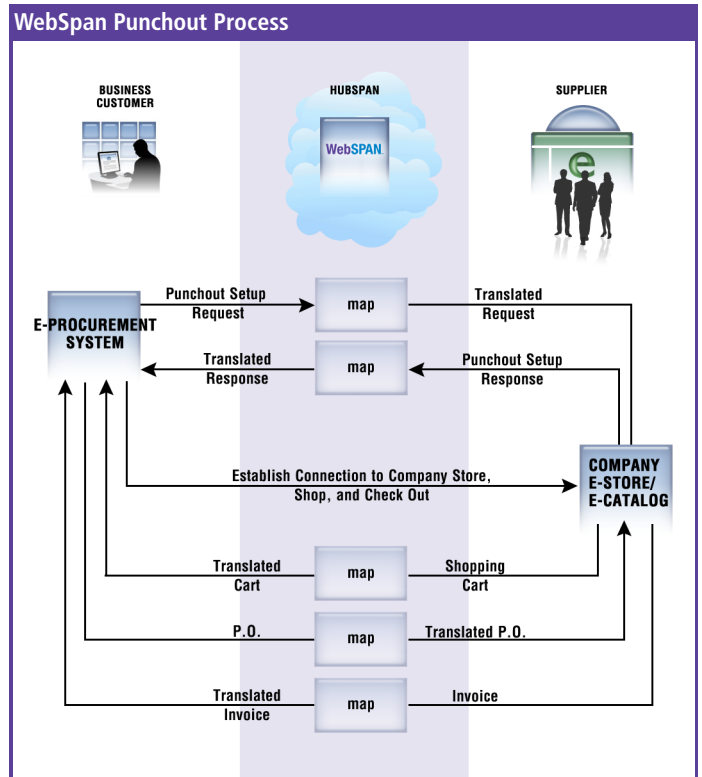 WebSpan Punchout Process
BUSINESS
CUSTOMER
HUBSPAN
SUPPLIER
WebSPAN
e
Punchout Setup
Request
map
Translated
Request
E-PROCUREMENT
SYSTEM
Translated
Response
map
Punchout Setup
Response
Establish Connection to Company Store,
Shop, and Check Out
COMPANY
E-STORE/
E-CATALOG
Translated
Cart
map
Shopping
Cart
P.O.
map
Translated P.O.
Translated
Invoice
map
Invoice